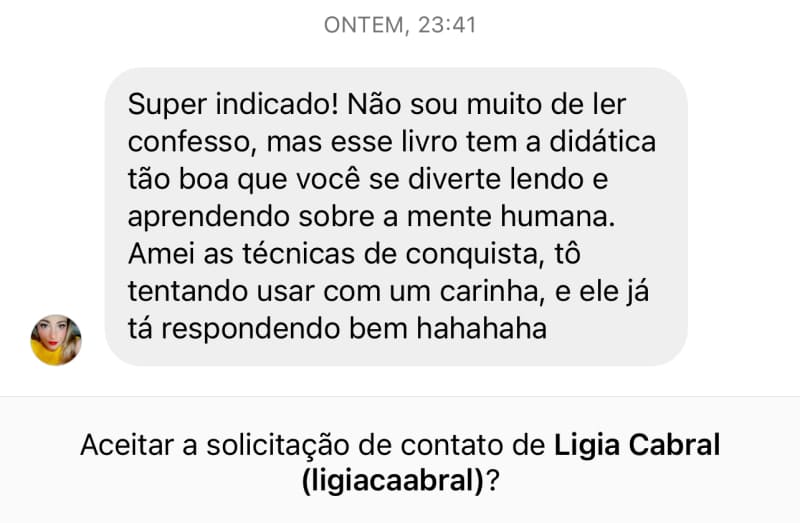 ONTEM, 23:41
Super indicado! Não sou muito de ler
confesso, mas esse livro tem a didática
tão boa que você se diverte lendo e
aprendendo sobre a mente humana.
Amei as técnicas de conquista, tô
tentando usar com um carinha, e ele já
tá respondendo bem hahahaha
Aceitar a solicitação de contato de Ligia Cabral
(ligiacaabral)?